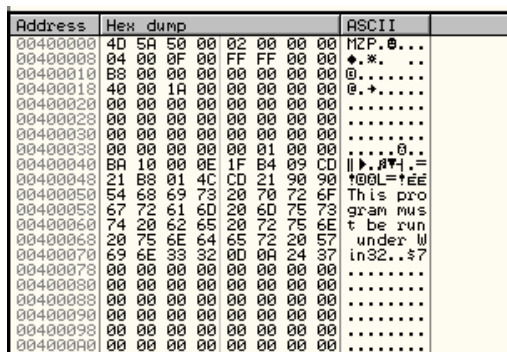 Address Hex dump ASCII
00400000 4D 5A 50 00 02 00 00 00 MZP.☻...
00400008 04 00 0F 00 FF FF 00 00 ♦.☼.  ..
00400010 B8 00 00 00 00 00 00 00 ╕.......
00400018 40 00 1A 00 00 00 00 00 @.→.....
00400020 00 00 00 00 00 00 00 00 ........
00400028 00 00 00 00 00 00 00 00 ........
00400030 00 00 00 00 00 00 00 00 ........
00400038 00 00 00 00 00 01 00 00 .....☺..
00400040 BA 10 00 0E 1F B4 09 CD ║►.♫▼┤.=
00400048 21 B8 01 4C CD 21 90 90 !╕☺L=!ÉÉ
00400050 54 68 69 73 20 70 72 6F This pro
00400058 67 72 61 6D 20 6D 75 73 gram mus
00400060 74 20 62 65 20 72 75 6E t be run
00400068 20 75 6E 64 65 72 20 57  under W
00400070 69 6E 33 32 0D 0A 24 37 in32..$7
00400078 00 00 00 00 00 00 00 00 ........
00400080 00 00 00 00 00 00 00 00 ........
00400088 00 00 00 00 00 00 00 00 ........
00400090 00 00 00 00 00 00 00 00 ........
00400098 00 00 00 00 00 00 00 00 ........
004000A0 00 00 00 00 00 00 00 00 ........